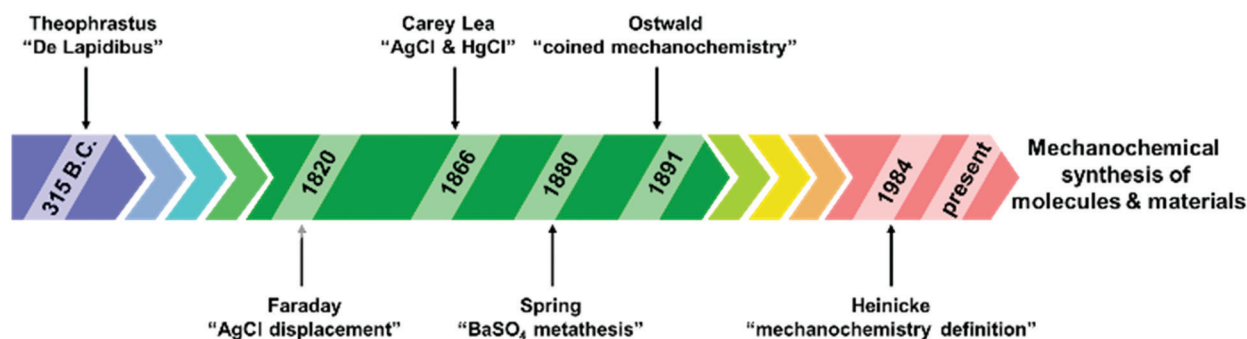 Theophrastus
“De Lapidibus”
Carey Lea
“AgCl & HgCl”
Ostwald
“coined mechanochemistry”
315 B.C.
1820
1866
1880
1891
1984
present
Mechanochemical
synthesis of
molecules & materials
Faraday
“AgCl displacement”
Spring
“BaSO₄ metathesis”
Heinicke
“mechanochemistry definition”